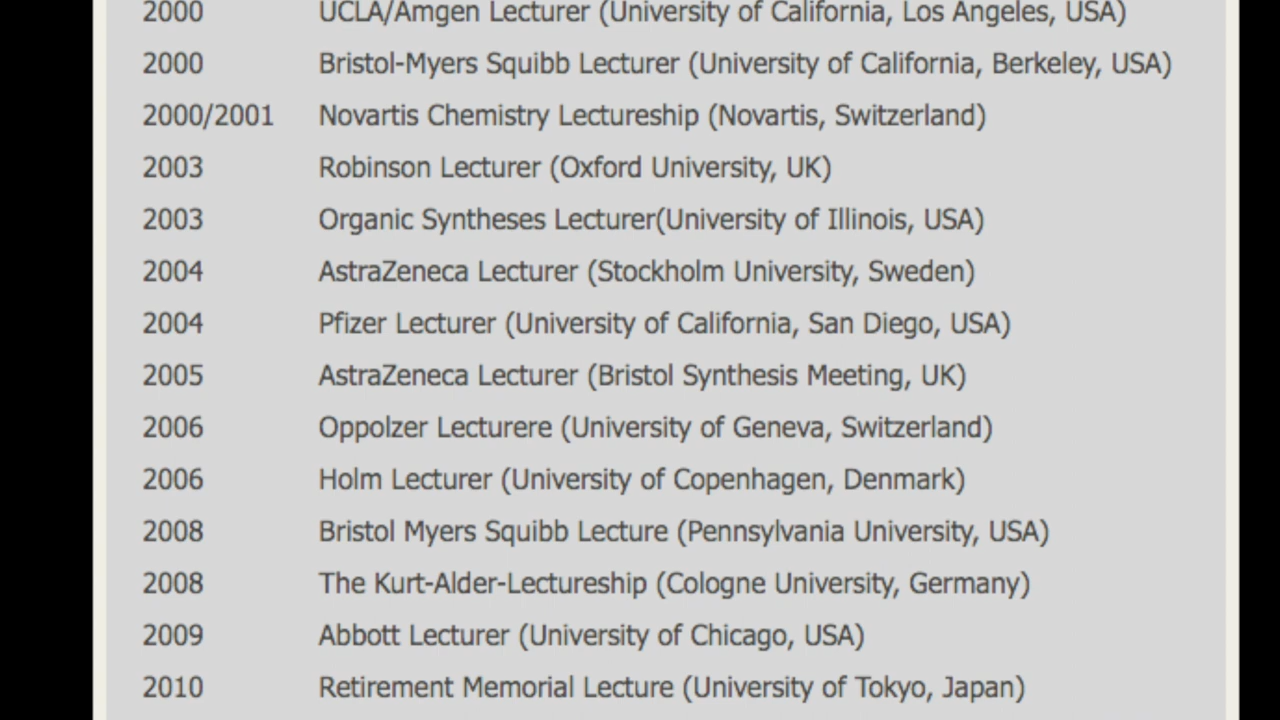 2000 UCLA/Amgen Lecturer (University of California, Los Angeles, USA)
2000 Bristol-Myers Squibb Lecturer (University of California, Berkeley, USA)
2000/2001 Novartis Chemistry Lectureship (Novartis, Switzerland)
2003 Robinson Lecturer (Oxford University, UK)
2003 Organic Syntheses Lecturer(University of Illinois, USA)
2004 AstraZeneca Lecturer (Stockholm University, Sweden)
2004 Pfizer Lecturer (University of California, San Diego, USA)
2005 AstraZeneca Lecturer (Bristol Synthesis Meeting, UK)
2006 Oppolzer Lecturere (University of Geneva, Switzerland)
2006 Holm Lecturer (University of Copenhagen, Denmark)
2008 Bristol Myers Squibb Lecture (Pennsylvania University, USA)
2008 The Kurt-Alder-Lectureship (Cologne University, Germany)
2009 Abbott Lecturer (University of Chicago, USA)
2010 Retirement Memorial Lecture (University of Tokyo, Japan)